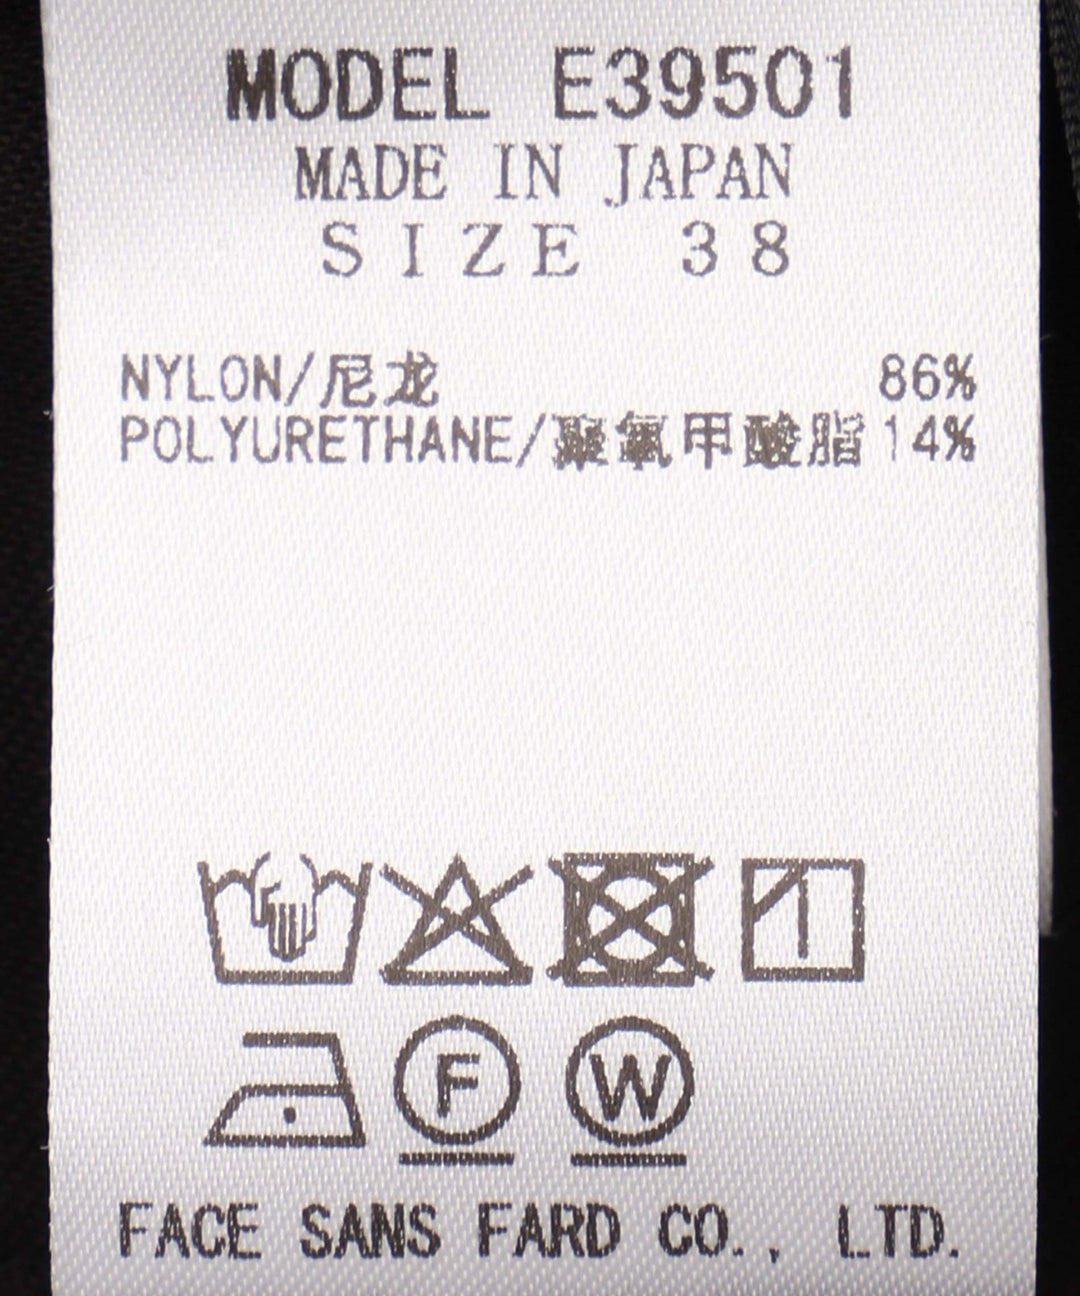 MODEL E39501
MADE IN JAPAN
SIZE 38
NYLON/尼龙 86%
POLYURETHANE/聚氨甲酸脂 14%
F W
FACE SANS FARD CO., LTD.